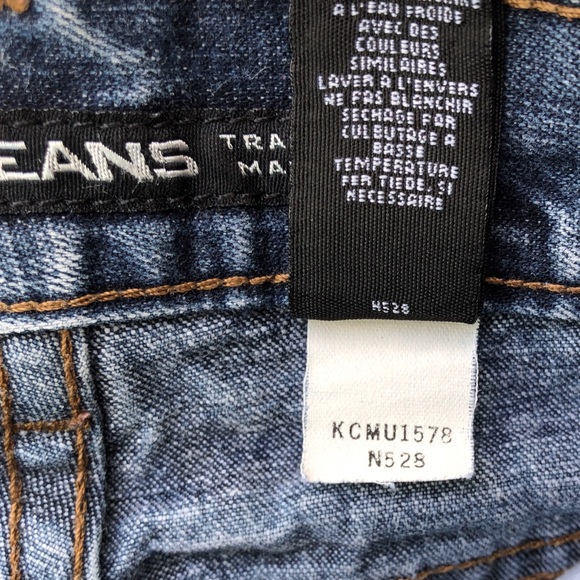 EANS
TRA
MA
A L'EAU FROIDE
AVEC DES
COULEURS
SIMILAIRES
LAVER A L'ENVERS
NE PAS BLANCHIR
SECHAGE PAR
CULBUTAGE A
BASSE
TEMPERATURE
FER TIEDE, SI
NECESSAIRE
N528
KCMU1578
N528